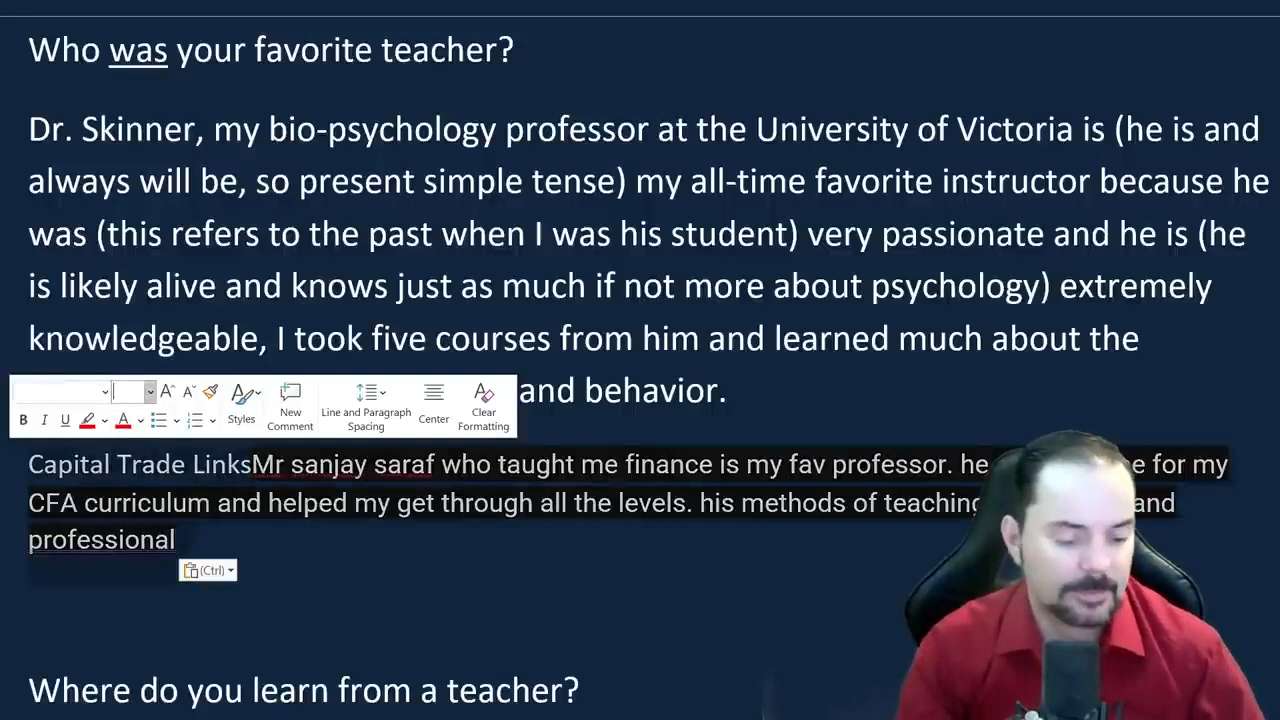 Who was your favorite teacher?
Dr. Skinner, my bio-psychology professor at the University of Victoria is (he is and
always will be, so present simple tense) my all-time favorite instructor because he
was (this refers to the past when I was his student) very passionate and he is (he
is likely alive and knows just as much if not more about psychology) extremely
knowledgeable, I took five courses from him and learned much about the
and behavior.
A A Styles New Comment Line and Paragraph Spacing Center Clear Formatting
B I U A
Capital Trade LinksMr sanjay saraf who taught me finance is my fav professor. he for my
CFA curriculum and helped my get through all the levels. his methods of teaching and
professional
(Ctrl)
Where do you learn from a teacher?